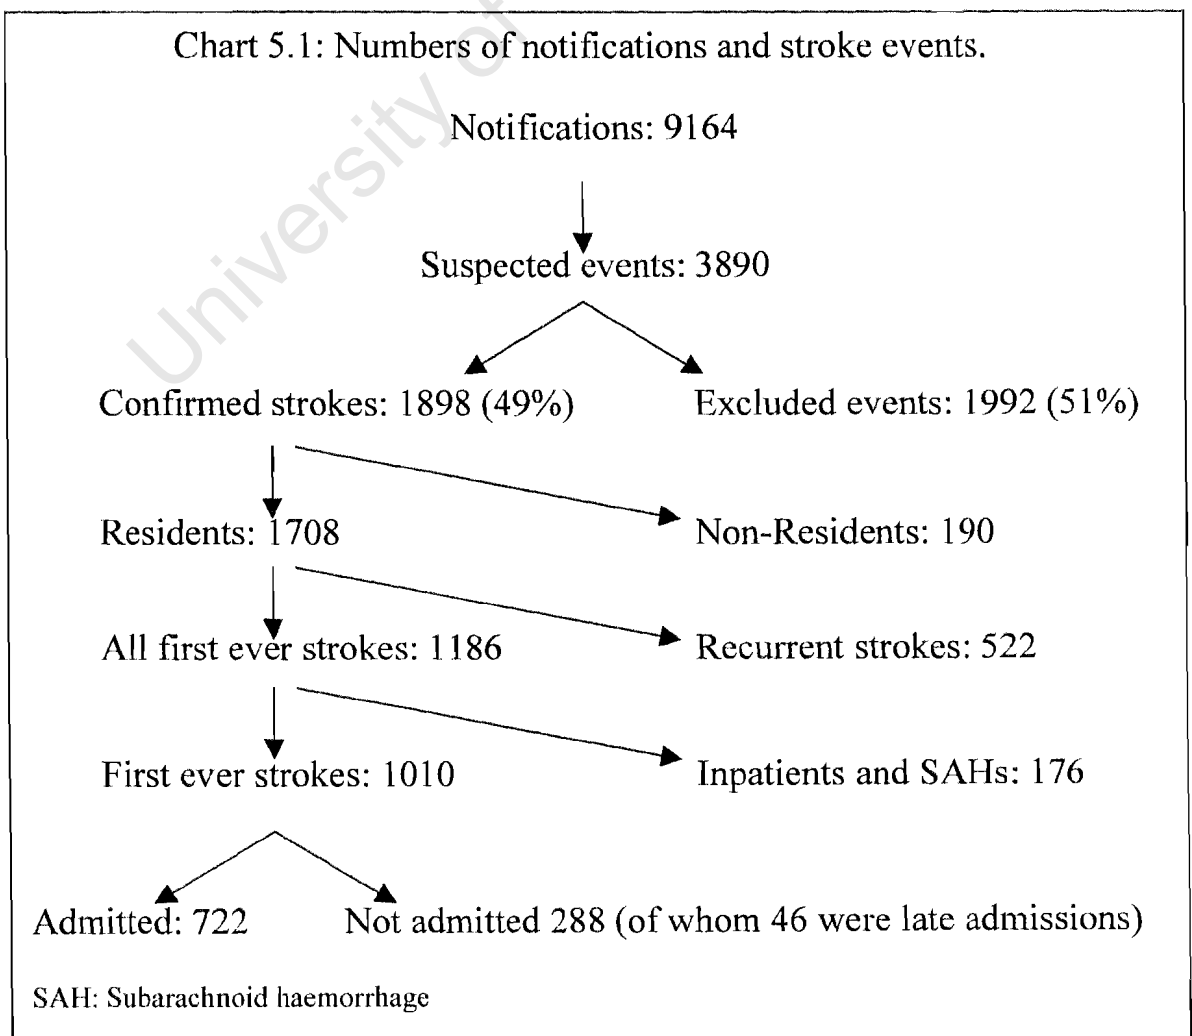 Chart 5.1: Numbers of notifications and stroke events.
Notifications: 9164
Suspected events: 3890
Confirmed strokes: 1898 (49%)
Excluded events: 1992 (51%)
Residents: 1708
Non-Residents: 190
All first ever strokes: 1186
Recurrent strokes: 522
First ever strokes: 1010
Inpatients and SAHs: 176
Admitted: 722
Not admitted 288 (of whom 46 were late admissions)
SAH: Subarachnoid haemorrhage
University of